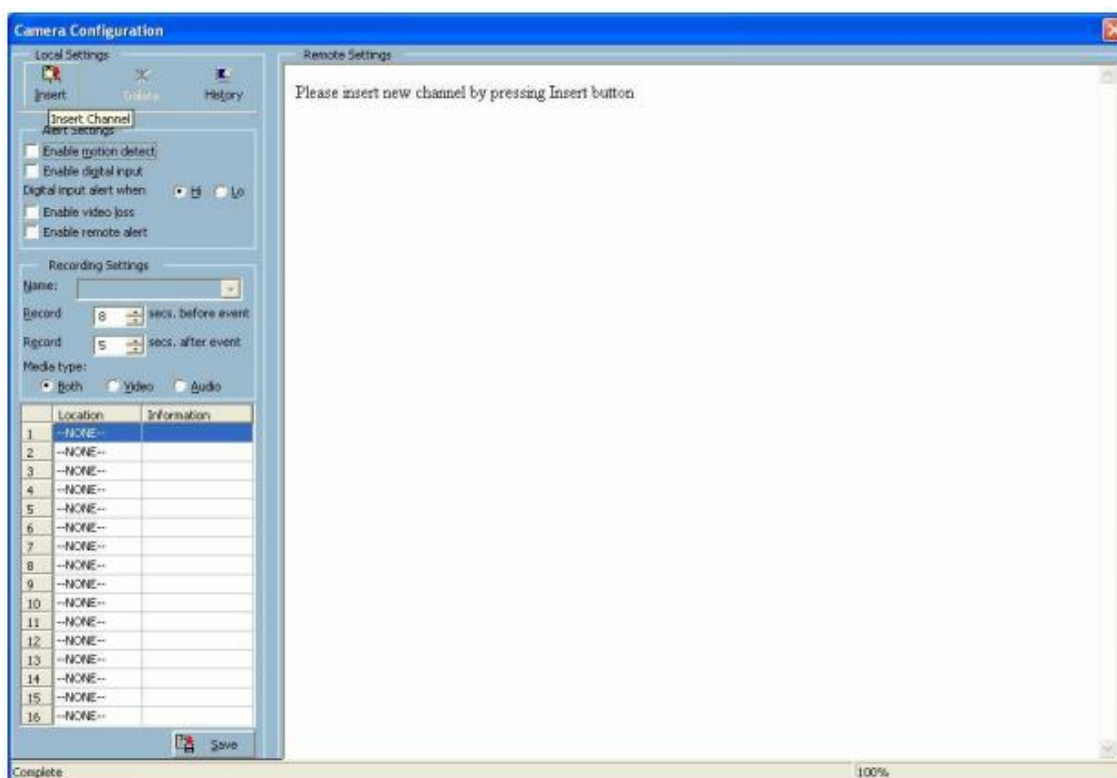 Camera Configuration
Local Settings
Insert Delete History
Insert Channel
Alert Settings
Enable motion detect
Enable digital input
Digital input alert when Hi Lo
Enable video loss
Enable remote alert
Recording Settings
Name:
Record 8 secs. before event
Record 5 secs. after event
Media type:
Both Video Audio
Location Information
1 --NONE--
2 --NONE--
3 --NONE--
4 --NONE--
5 --NONE--
6 --NONE--
7 --NONE--
8 --NONE--
9 --NONE--
10 --NONE--
11 --NONE--
12 --NONE--
13 --NONE--
14 --NONE--
15 --NONE--
16 --NONE--
Save
Remote Settings
Please insert new channel by pressing Insert button
Complete 100%